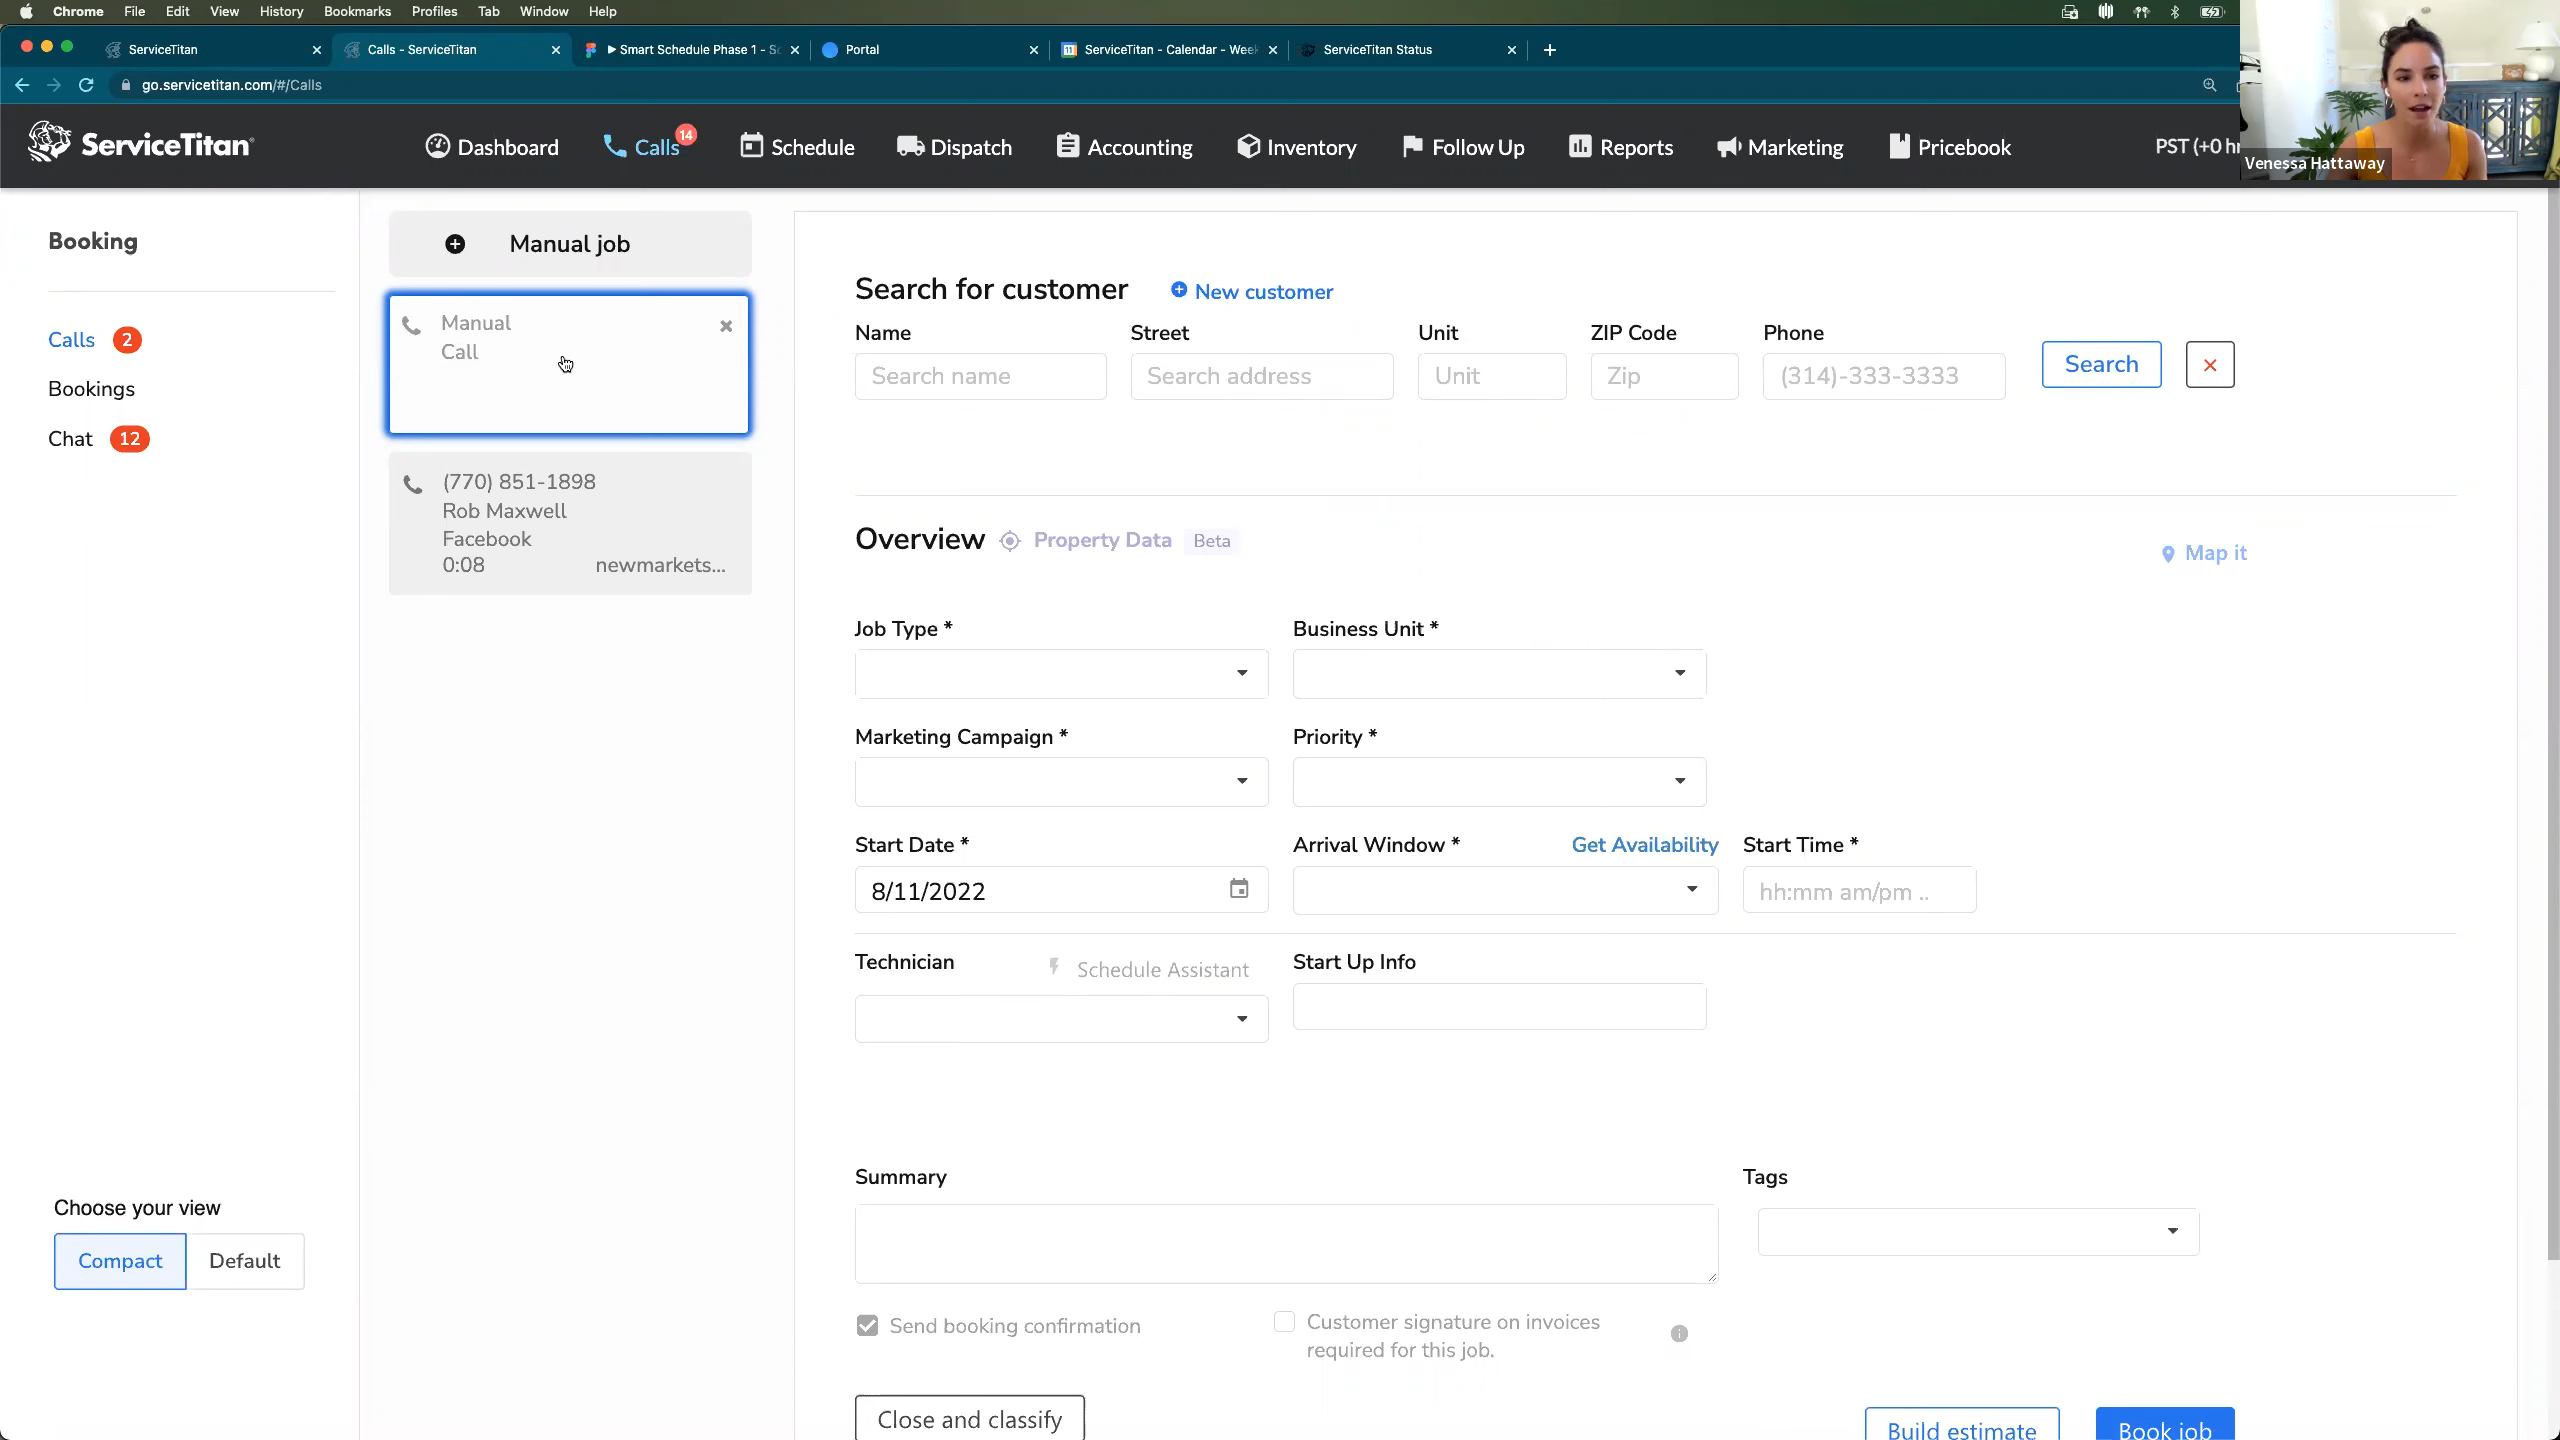 Chrome File Edit View History Bookmarks Profiles Tab Window Help
ServiceTitan
Calls - ServiceTitan
Smart Schedule Phase 1 - Sc
Portal
ServiceTitan - Calendar - Week
ServiceTitan Status
go.servicetitan.com/#/Calls
ServiceTitan
Dashboard
Calls 14
Schedule
Dispatch
Accounting
Inventory
Follow Up
Reports
Marketing
Pricebook
PST (+0 hr
Venessa Hattaway
Booking
Calls 2
Bookings
Chat 12
Choose your view
Compact Default
Manual job
Manual
Call
(770) 851-1898
Rob Maxwell
Facebook
0:08 newmarkets...
Search for customer New customer
Name Street Unit ZIP Code Phone
Search name Search address Unit Zip (314)-333-3333 Search
Overview Property Data Beta Map it
Job Type * Business Unit *
Marketing Campaign * Priority *
Start Date * Arrival Window * Get Availability Start Time *
8/11/2022 hh:mm am/pm ..
Technician Schedule Assistant Start Up Info
Summary Tags
Send booking confirmation
Customer signature on invoices
required for this job.
Close and classify
Build estimate
Book job